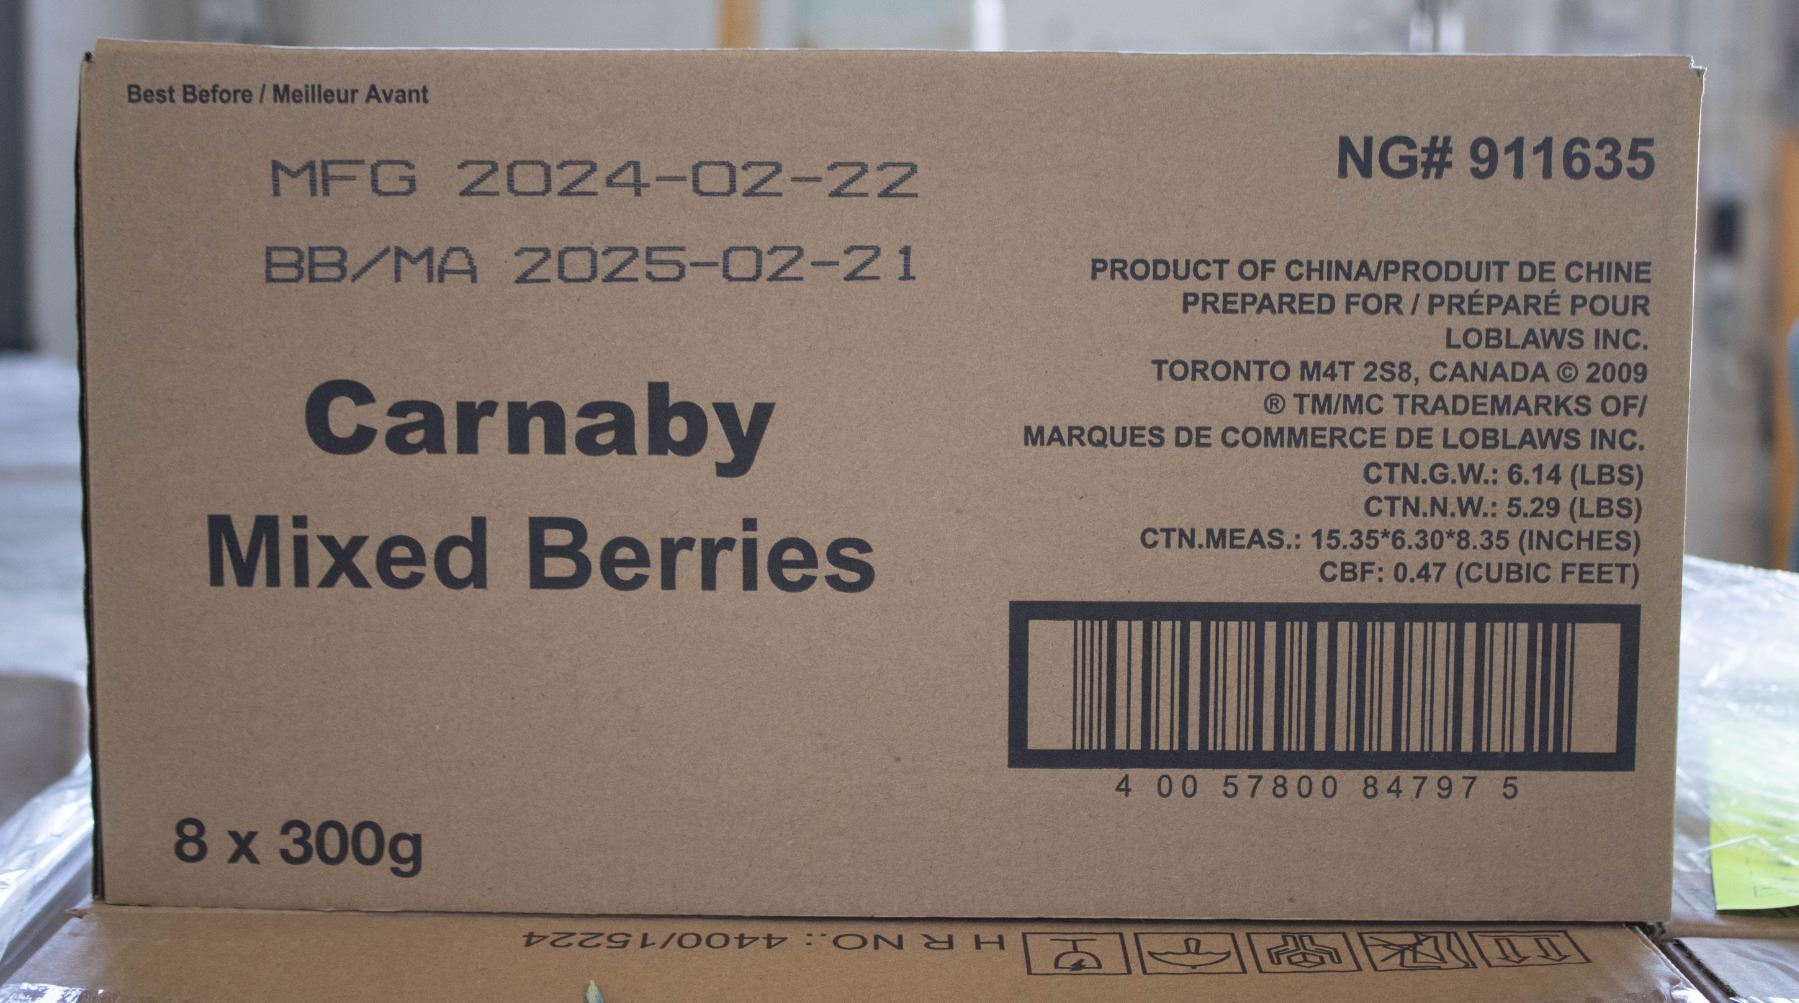 Best Before / Meilleur Avant
MFG 2024-02-22
BB/MA 2025-02-21
Carnaby
Mixed Berries
8 x 300g
NG# 911635
PRODUCT OF CHINA/PRODUIT DE CHINE
PREPARED FOR / PRÉPARÉ POUR
LOBLAWS INC.
TORONTO M4T 2S8, CANADA © 2009
® TM/MC TRADEMARKS OF/
MARQUES DE COMMERCE DE LOBLAWS INC.
CTN.G.W.: 6.14 (LBS)
CTN.N.W.: 5.29 (LBS)
CTN.MEAS.: 15.35*6.30*8.35 (INCHES)
CBF: 0.47 (CUBIC FEET)
4 00 57800 84797 5
H R NO.: 4400/15224